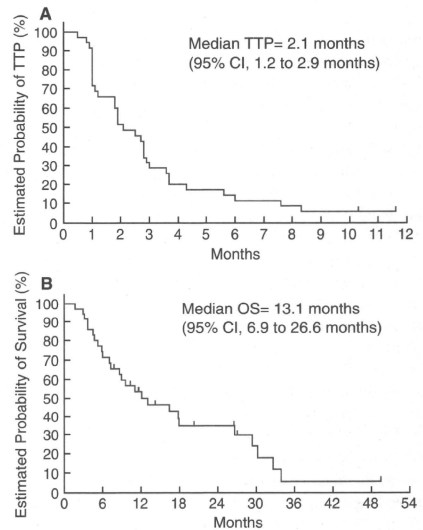 A
Estimated Probability of TTP (%)
100
90
80
70
60
50
40
30
20
10
0
Median TTP= 2.1 months
(95% CI, 1.2 to 2.9 months)
0 1 2 3 4 5 6 7 8 9 10 11 12
Months
B
Estimated Probability of Survival (%)
100
90
80
70
60
50
40
30
20
10
0
Median OS= 13.1 months
(95% CI, 6.9 to 26.6 months)
0 6 12 18 24 30 36 42 48 54
Months